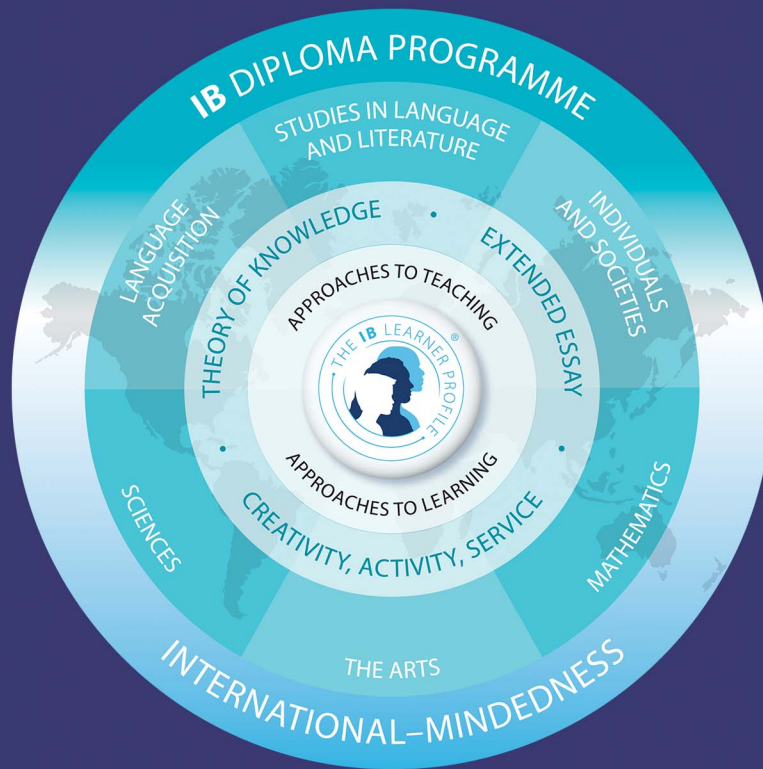 IB DIPLOMA PROGRAMME
STUDIES IN LANGUAGE
AND LITERATURE
LANGUAGE
ACQUISITION
INDIVIDUALS
AND SOCIETIES
THEORY OF KNOWLEDGE
EXTENDED ESSAY
APPROACHES TO TEACHING
THE IB LEARNER PROFILE ®
APPROACHES TO LEARNING
CREATIVITY, ACTIVITY, SERVICE
SCIENCES
MATHEMATICS
THE ARTS
INTERNATIONAL–MINDEDNESS